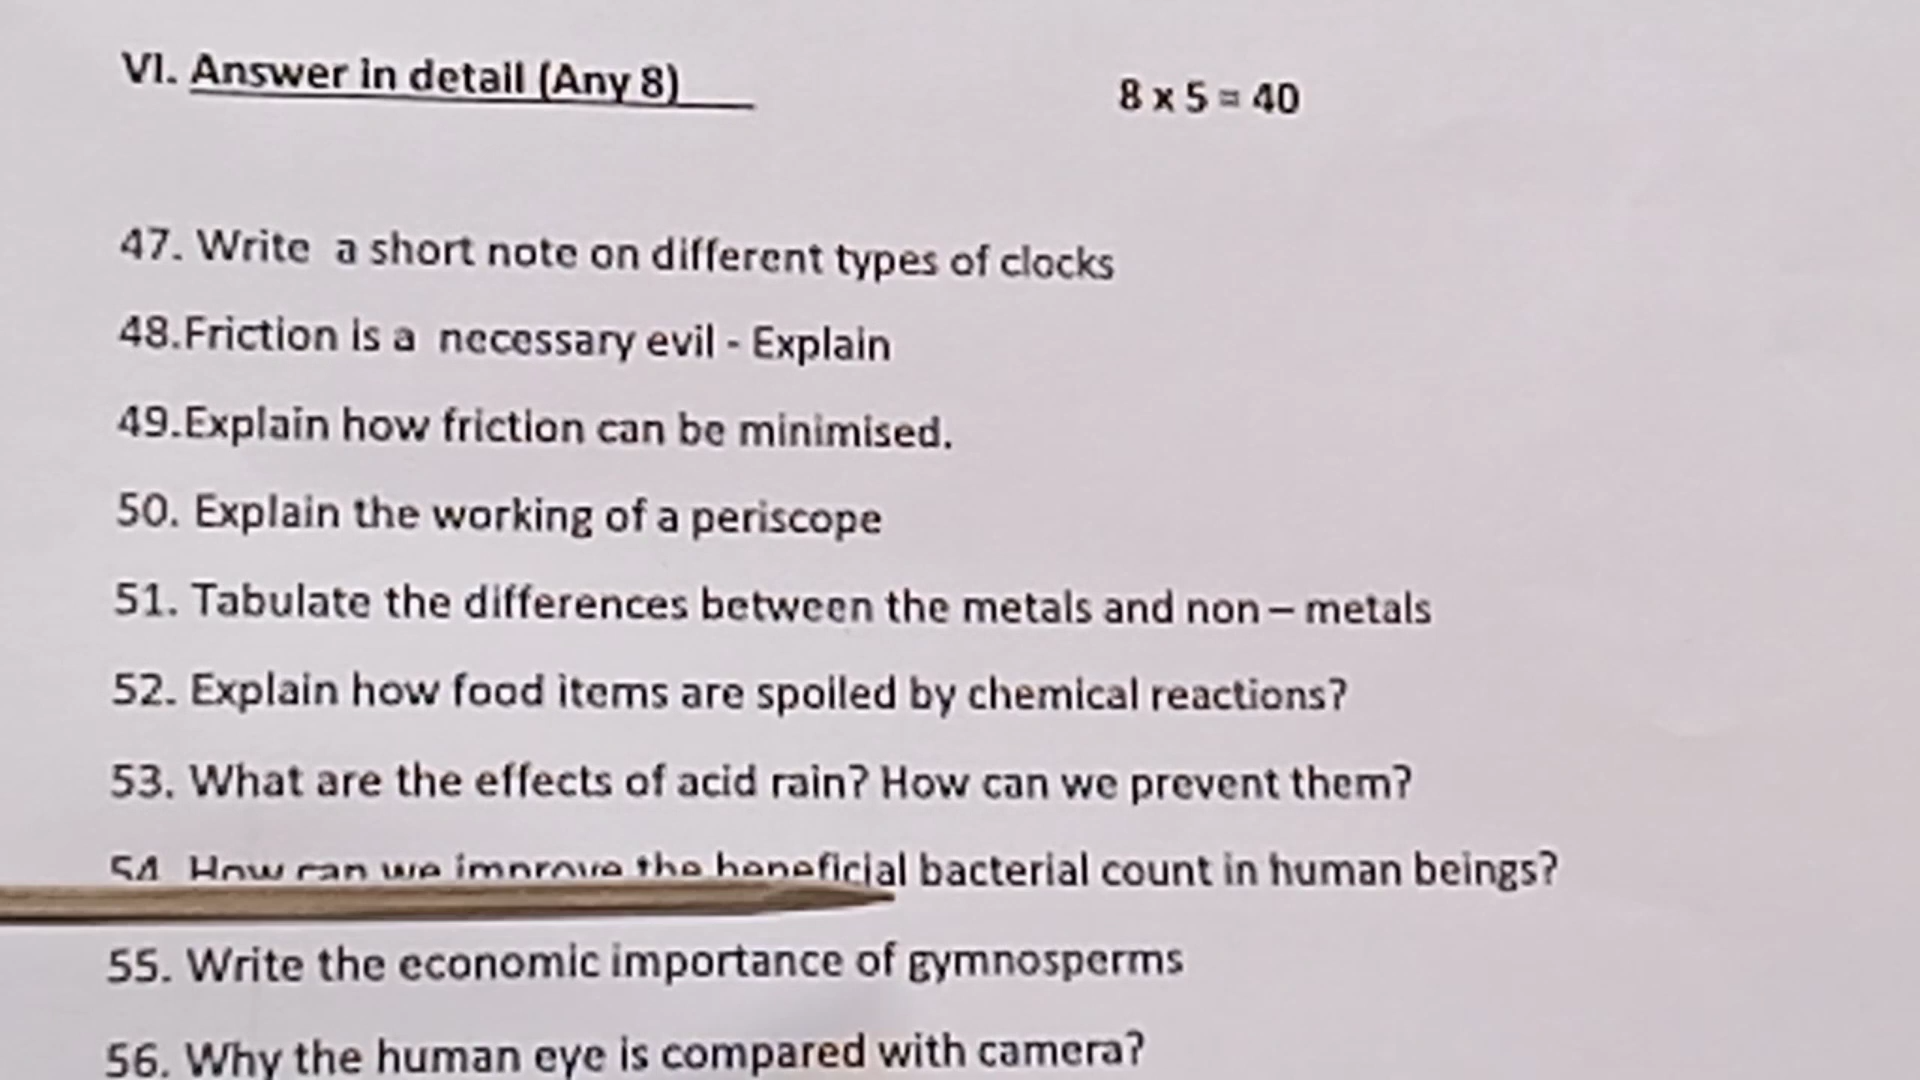 VI. Answer in detail (Any 8)
8 x 5 = 40
47. Write a short note on different types of clocks
48.Friction is a necessary evil - Explain
49.Explain how friction can be minimised.
50. Explain the working of a periscope
51. Tabulate the differences between the metals and non – metals
52. Explain how food items are spoiled by chemical reactions?
53. What are the effects of acid rain? How can we prevent them?
54 How can we improve the beneficial bacterial count in human beings?
55. Write the economic importance of gymnosperms
56. Why the human eye is compared with camera?